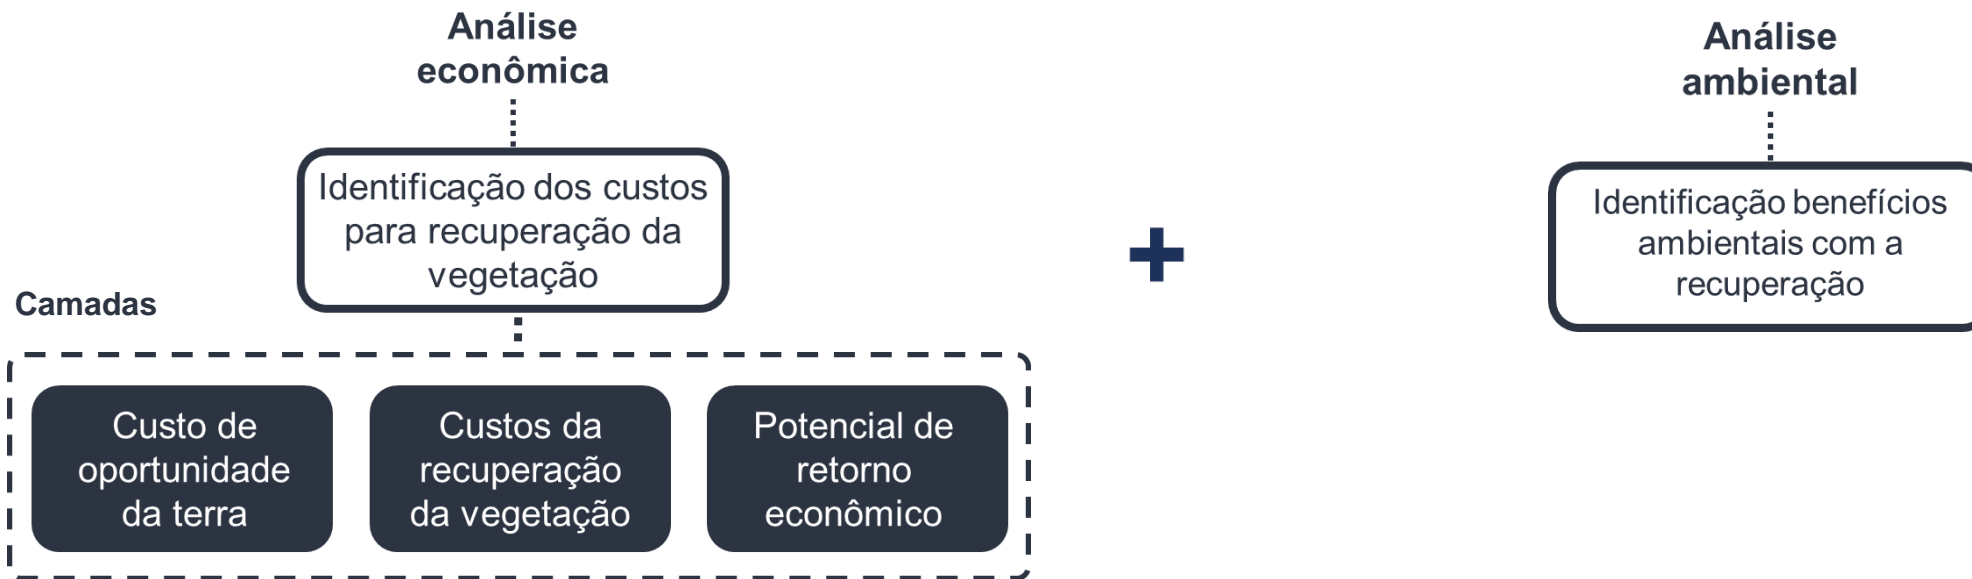 Análise
econômica
Identificação dos custos
para recuperação da
vegetação
Camadas
Custo de
oportunidade
da terra
Custos da
recuperação
da vegetação
Potencial de
retorno
econômico
+
Análise
ambiental
Identificação benefícios
ambientais com a
recuperação